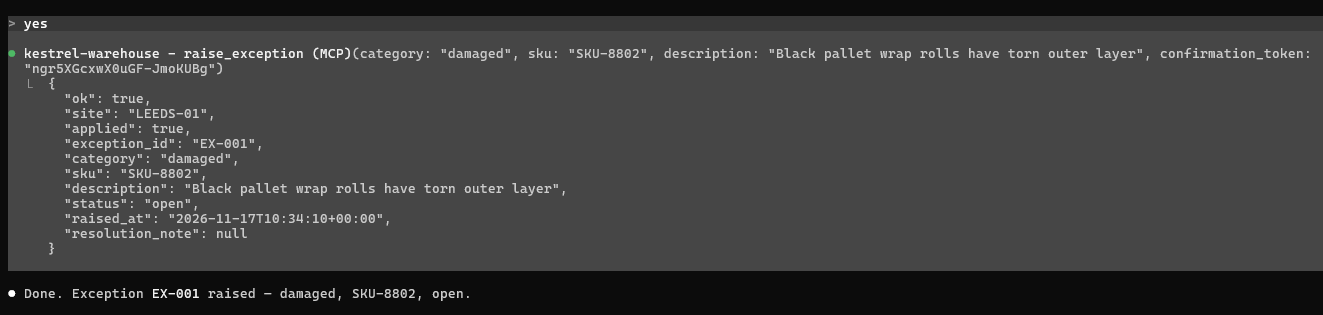 > yes
● kestrel-warehouse - raise_exception (MCP)(category: "damaged", sku: "SKU-8802", description: "Black pallet wrap rolls have torn outer layer", confirmation_token:
"ngr5XGcxwX0uGF-JmoKUBg")
└ {
"ok": true,
"site": "LEEDS-01",
"applied": true,
"exception_id": "EX-001",
"category": "damaged",
"sku": "SKU-8802",
"description": "Black pallet wrap rolls have torn outer layer",
"status": "open",
"raised_at": "2026-11-17T10:34:10+00:00",
"resolution_note": null
}
● Done. Exception EX-001 raised — damaged, SKU-8802, open.